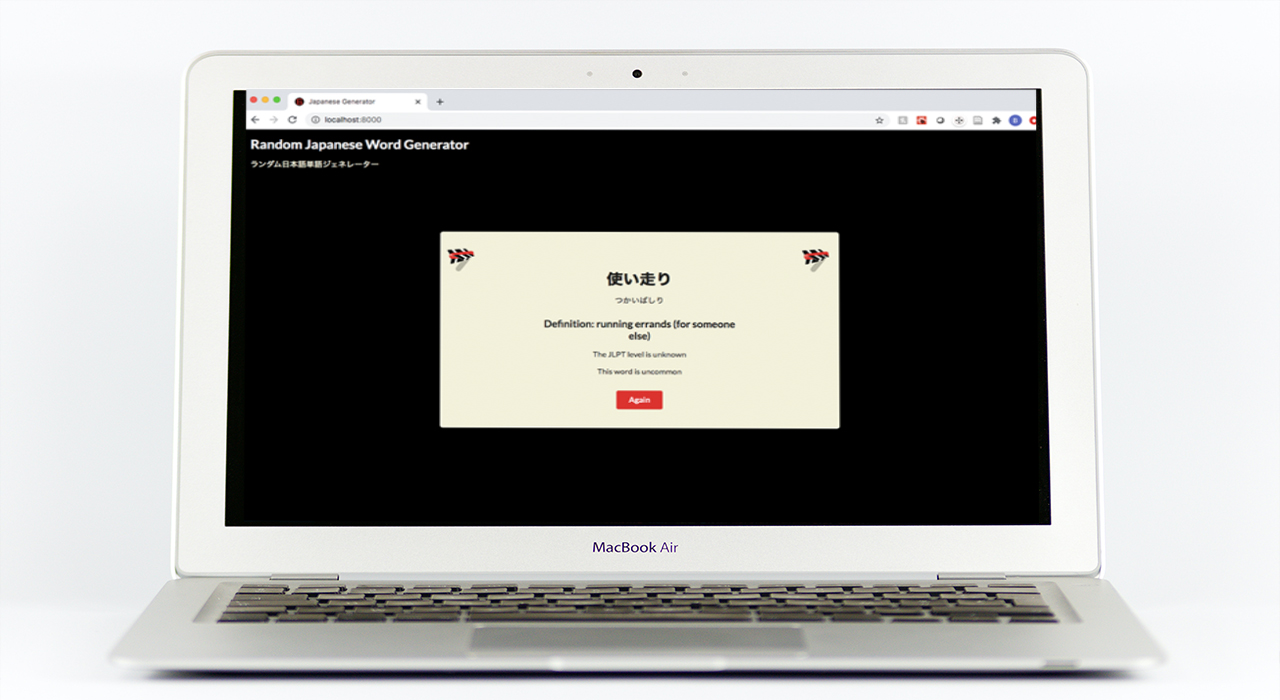 Japanese Generator
localhost:8000
Random Japanese Word Generator
ランダム日本語単語ジェネレーター
使い走り
つかいばしり
Definition: running errands (for someone
else)
The JLPT level is unknown
This word is uncommon
Again
MacBook Air